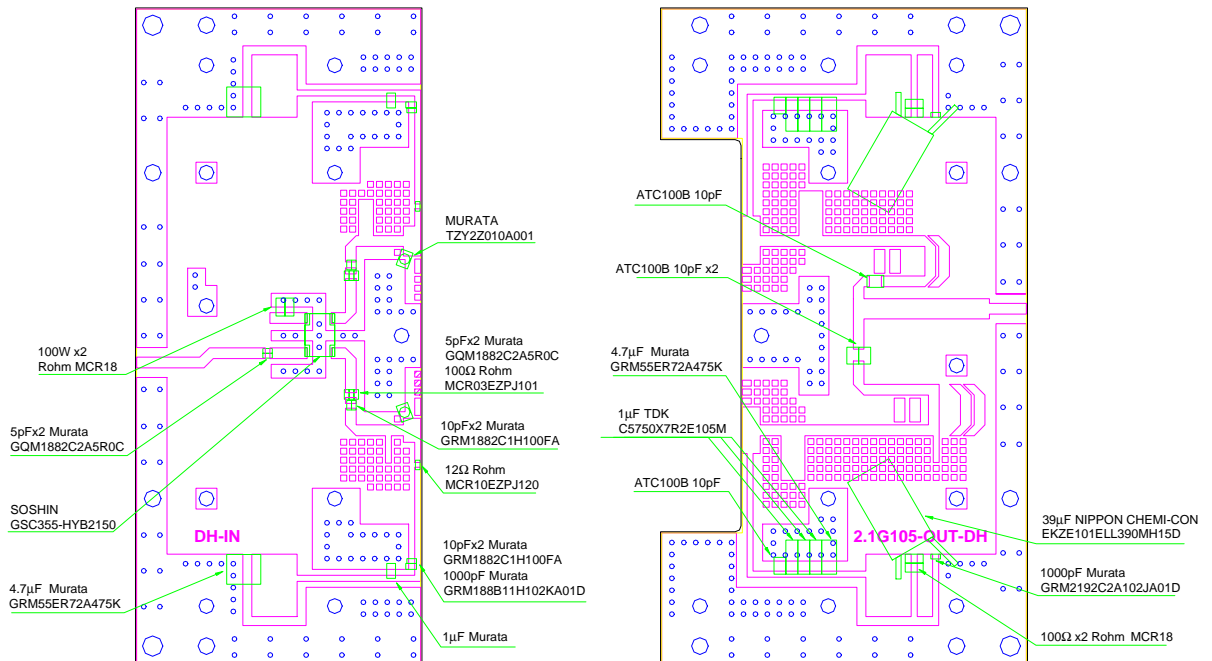 MURATA
TZY2Z010A001
100W x2
Rohm MCR18
5pFx2 Murata
GQM1882C2A5R0C
100Ω Rohm
MCR03EZPJ101
5pFx2 Murata
GQM1882C2A5R0C
10pFx2 Murata
GRM1882C1H100FA
12Ω Rohm
MCR10EZPJ120
SOSHIN
GSC355-HYB2150
DH-IN
10pFx2 Murata
GRM1882C1H100FA
1000pF Murata
GRM188B11H102KA01D
4.7µF Murata
GRM55ER72A475K
1µF Murata
ATC100B 10pF
ATC100B 10pF x2
4.7µF Murata
GRM55ER72A475K
1µF TDK
C5750X7R2E105M
ATC100B 10pF
2.1G105-OUT-DH
39µF NIPPON CHEMI-CON
EKZE101ELL390MH15D
1000pF Murata
GRM2192C2A102JA01D
100Ω x2 Rohm MCR18